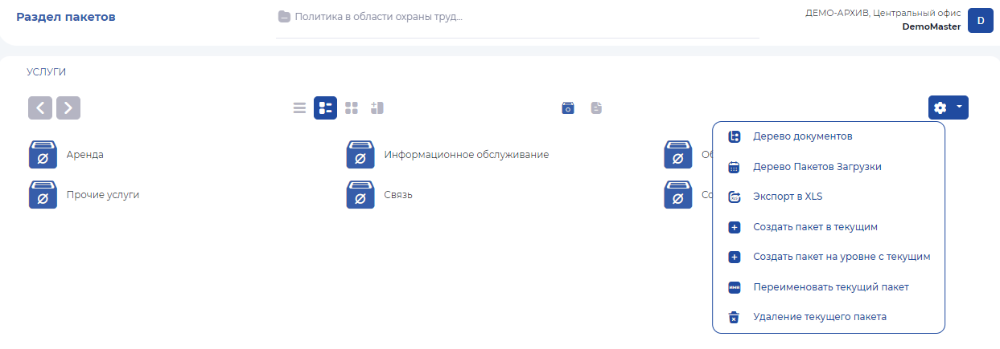 Раздел пакетов
Политика в области охраны труд...
ДЕМО-АРХИВ, Центральный офис
DemoMaster
D
УСЛУГИ
Аренда
Информационное обслуживание
Об
Прочие услуги
Связь
Со
Дерево документов
Дерево Пакетов Загрузки
XLS Экспорт в XLS
Создать пакет в текущим
Создать пакет на уровне с текущим
ИМЯ Переименовать текущий пакет
Удаление текущего пакета